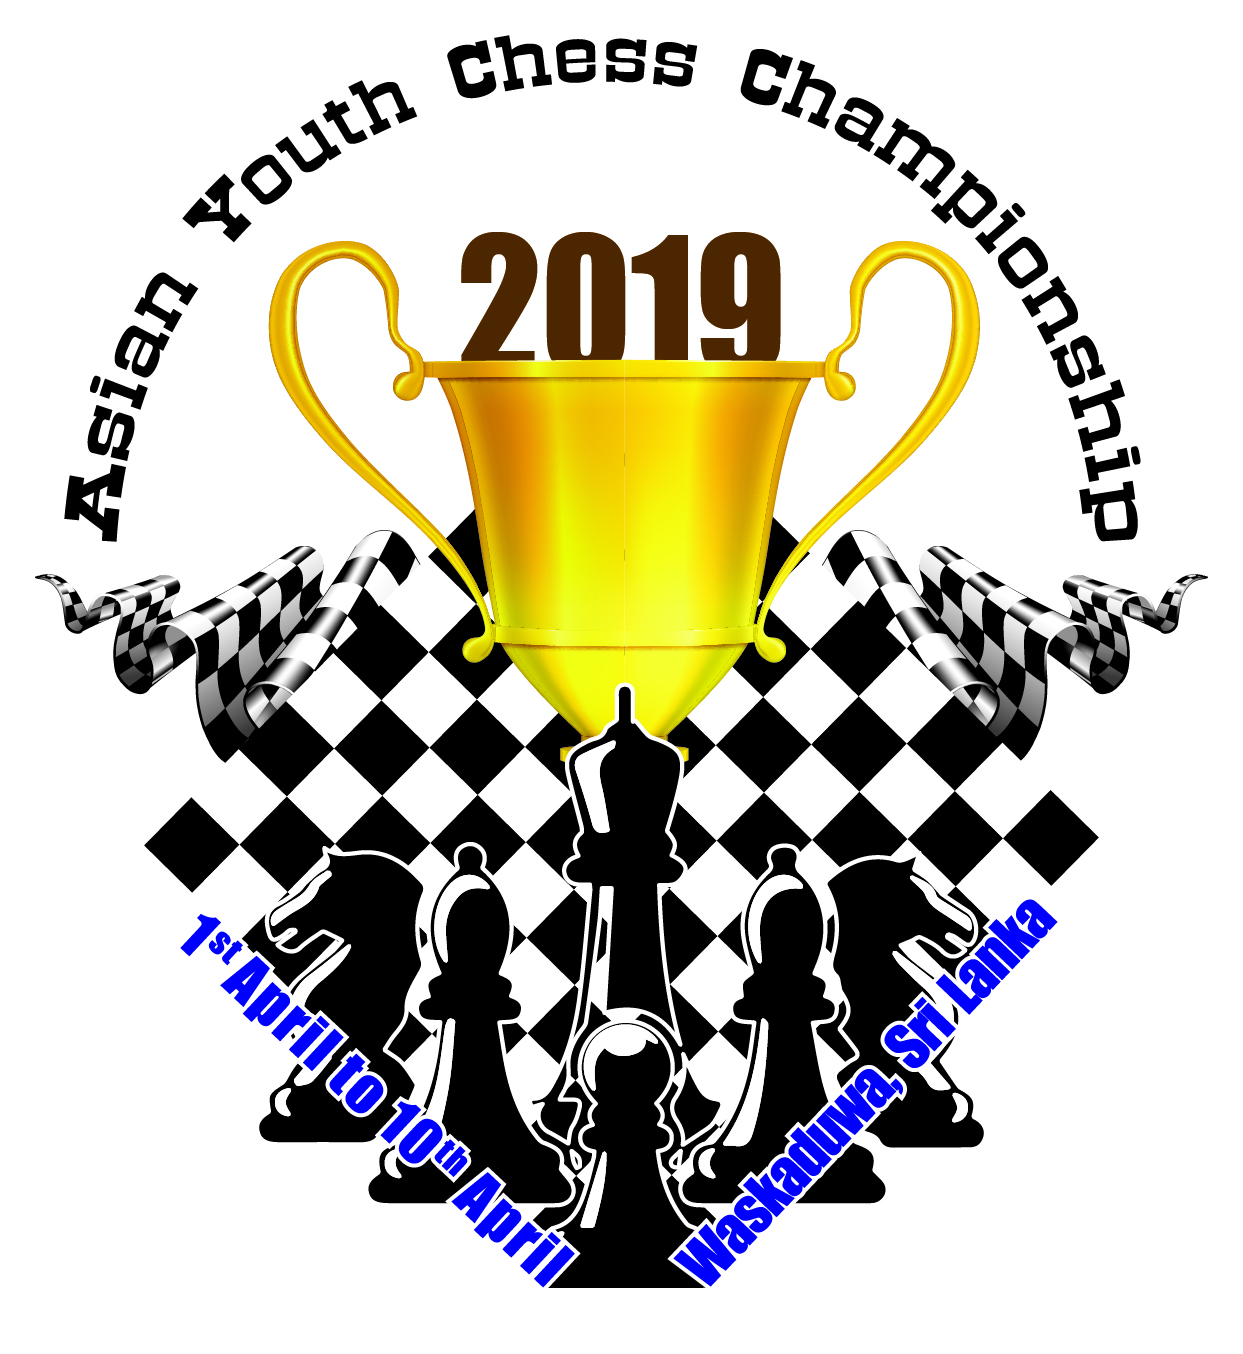 Asian Youth Chess Championship
2019
1st April to 10th April
Waskaduwa, Sri Lanka